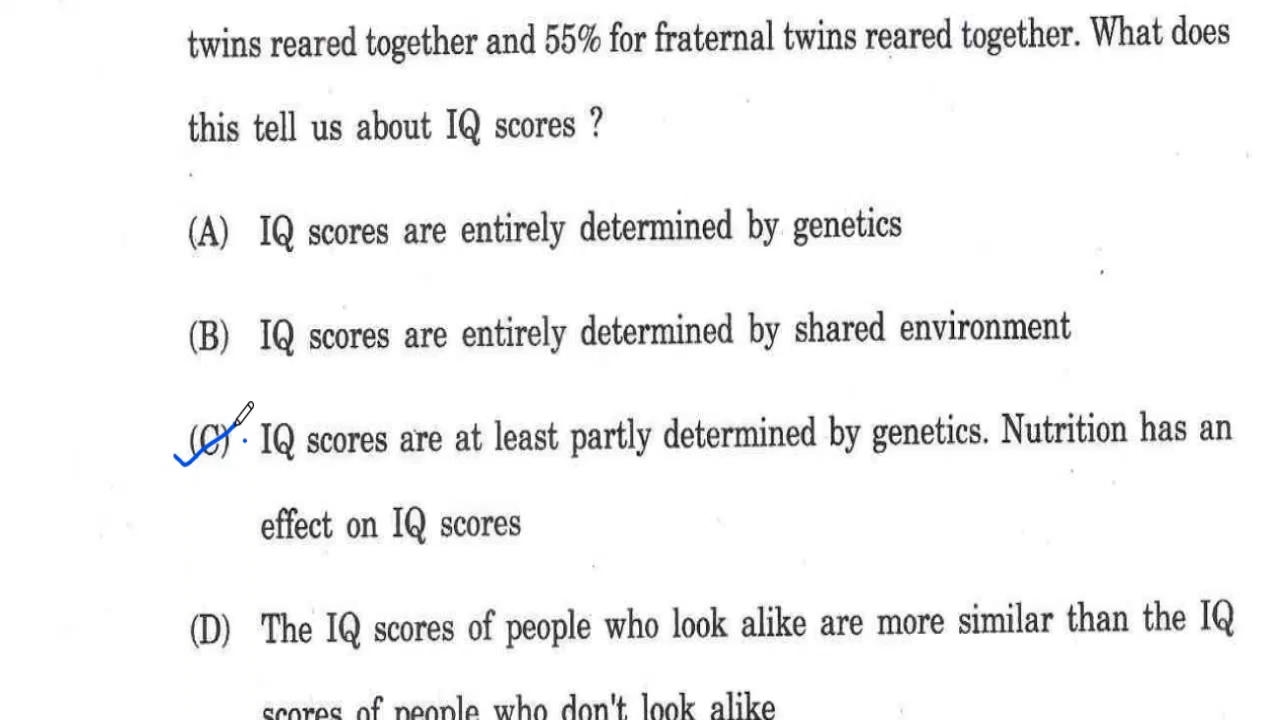 twins reared together and 55% for fraternal twins reared together. What does
this tell us about IQ scores ?
(A) IQ scores are entirely determined by genetics
(B) IQ scores are entirely determined by shared environment
(C) IQ scores are at least partly determined by genetics. Nutrition has an
effect on IQ scores
(D) The IQ scores of people who look alike are more similar than the IQ
scores of people who don't look alike